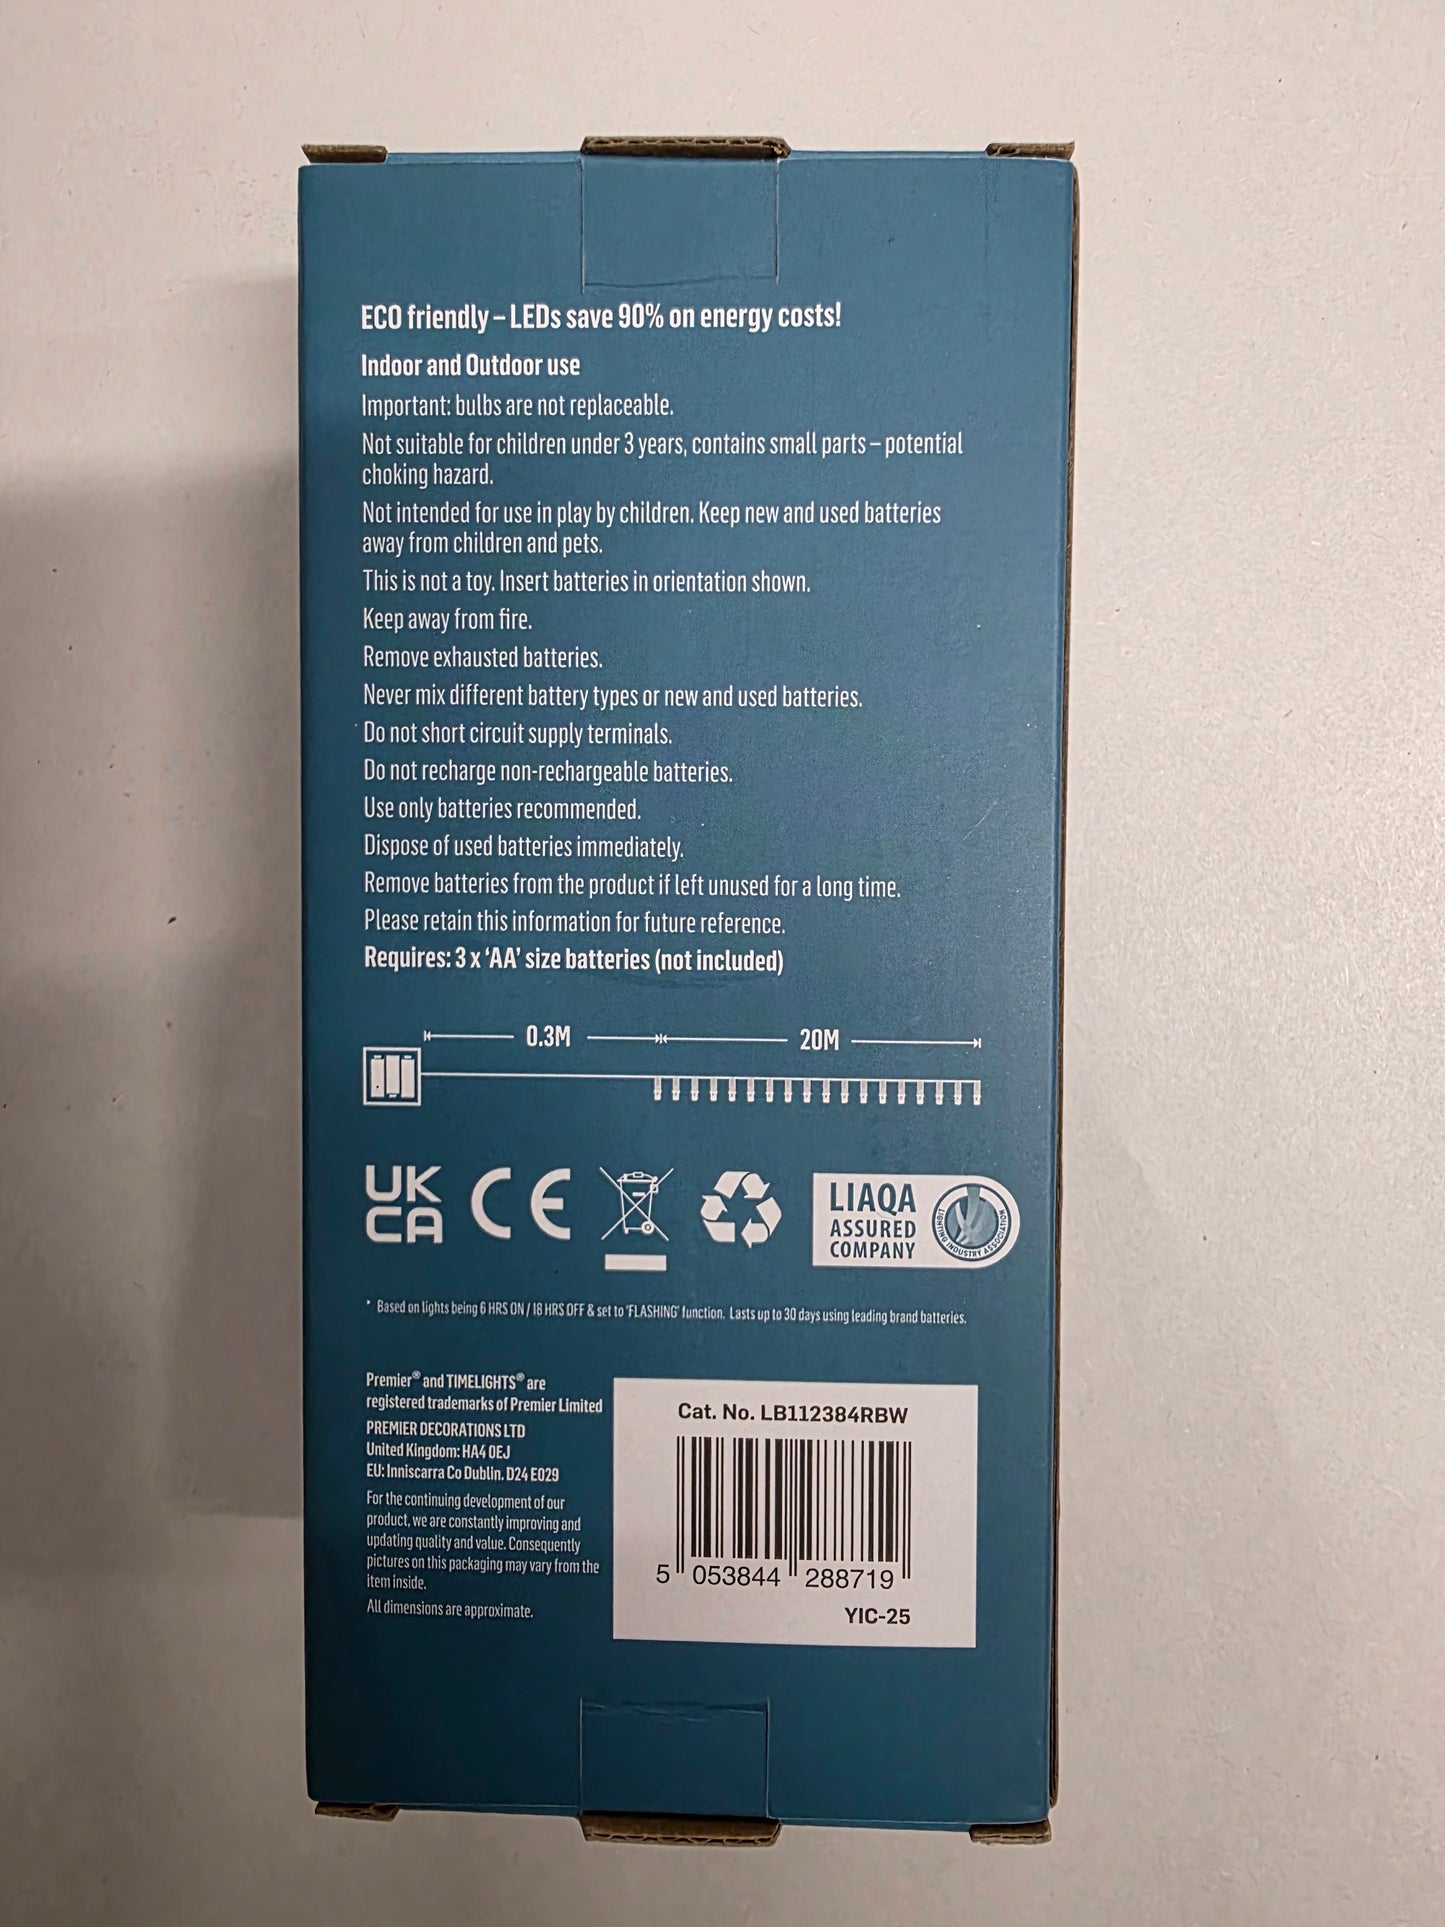 ECO friendly – LEDs save 90% on energy costs!
Indoor and Outdoor use
Important: bulbs are not replaceable.
Not suitable for children under 3 years, contains small parts – potential
choking hazard.
Not intended for use in play by children. Keep new and used batteries
away from children and pets.
This is not a toy. Insert batteries in orientation shown.
Keep away from fire.
Remove exhausted batteries.
Never mix different battery types or new and used batteries.
Do not short circuit supply terminals.
Do not recharge non-rechargeable batteries.
Use only batteries recommended.
Dispose of used batteries immediately.
Remove batteries from the product if left unused for a long time.
Please retain this information for future reference.
Requires: 3 x ‘AA’ size batteries (not included)
0.3M 20M
UK
CA
CE
LIAQA
ASSURED
COMPANY
LIGHTING INDUSTRY ASSOCIATION
* Based on lights being 6 HRS ON / 18 HRS OFF & set to 'FLASHING' function. Lasts up to 30 days using leading brand batteries.
Premier® and TIMELIGHTS® are
registered trademarks of Premier Limited
PREMIER DECORATIONS LTD
United Kingdom: HA4 0EJ
EU: Inniscarra Co Dublin. D24 E029
For the continuing development of our
product, we are constantly improving and
updating quality and value. Consequently
pictures on this packaging may vary from the
item inside.
All dimensions are approximate.
Cat. No. LB112384RBW
5 053844 288719
YIC-25